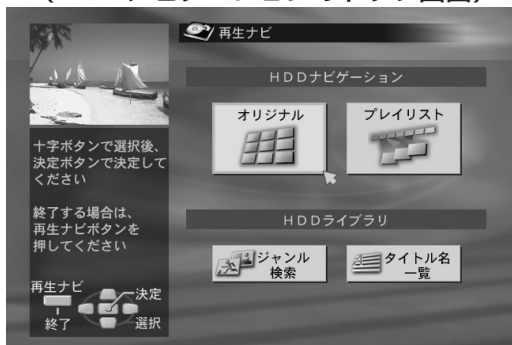 再生ナビ
HDDナビゲーション
オリジナル
プレイリスト
十字ボタンで選択後、
決定ボタンで決定して
ください
終了する場合は、
再生ナビボタンを
押してください
HDDライブラリ
ジャンル
検索
タイトル名
一覧
再生ナビ
決定
終了
選択